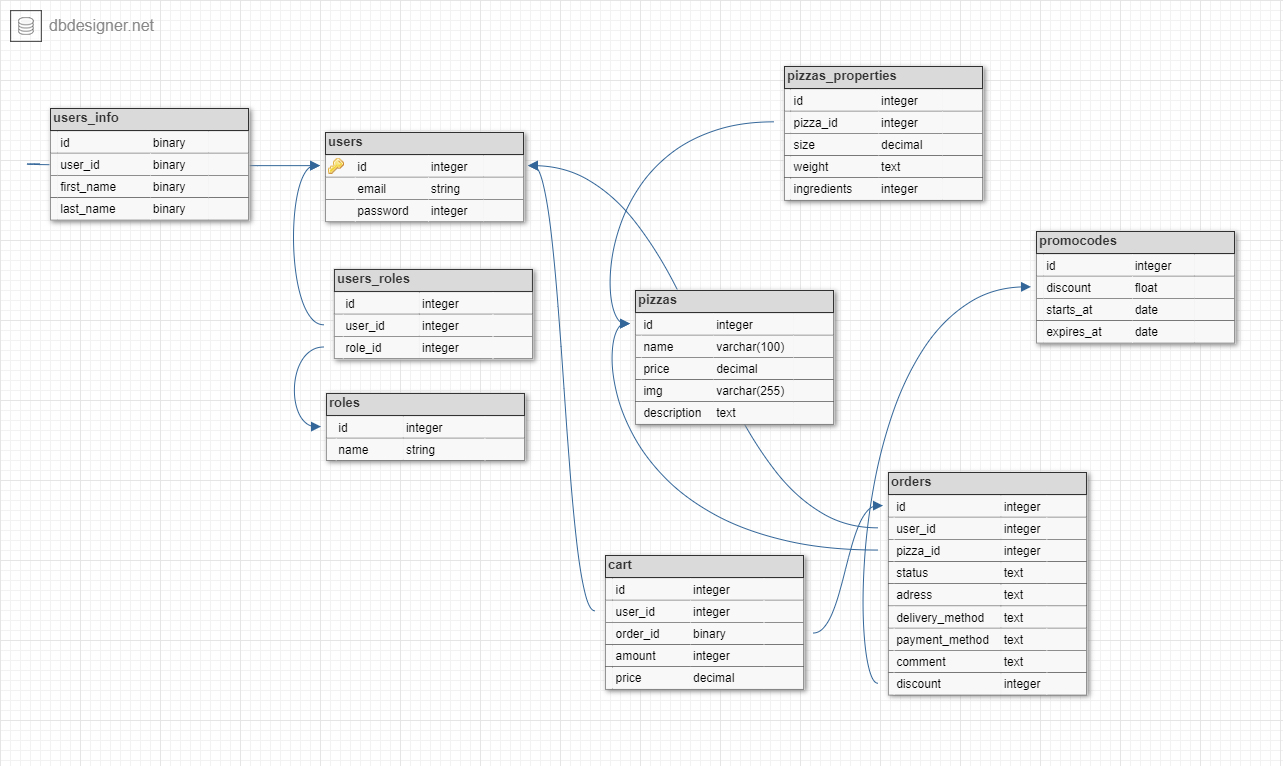 dbdesigner.net
users_info
id binary
user_id binary
first_name binary
last_name binary
users
id integer
email string
password integer
users_roles
id integer
user_id integer
role_id integer
roles
id integer
name string
pizzas_properties
id integer
pizza_id integer
size decimal
weight text
ingredients integer
pizzas
id integer
name varchar(100)
price decimal
img varchar(255)
description text
promocodes
id integer
discount float
starts_at date
expires_at date
cart
id integer
user_id integer
order_id binary
amount integer
price decimal
orders
id integer
user_id integer
pizza_id integer
status text
adress text
delivery_method text
payment_method text
comment text
discount integer